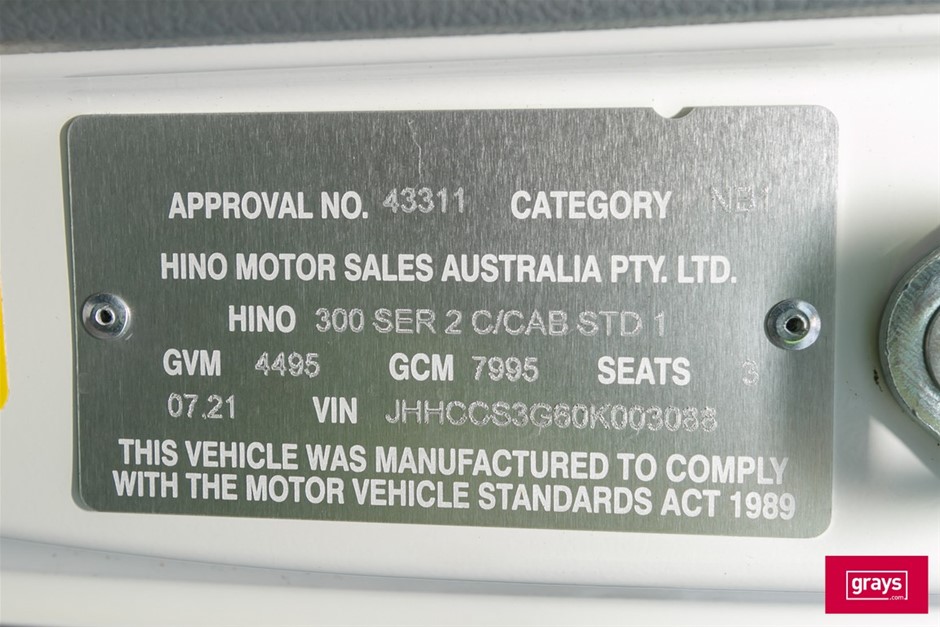 APPROVAL NO. 43311 CATEGORY NB1
HINO MOTOR SALES AUSTRALIA PTY. LTD.
HINO 300 SER 2 C/CAB STD 1
GVM 4495 GCM 7995 SEATS 3
07.21 VIN JHHCCS3G60K003088
THIS VEHICLE WAS MANUFACTURED TO COMPLY
WITH THE MOTOR VEHICLE STANDARDS ACT 1989
grays
.com